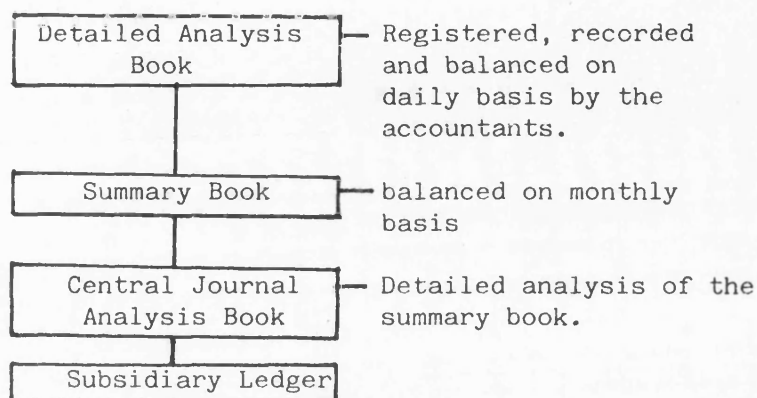 Detailed Analysis
Book
Registered, recorded
and balanced on
daily basis by the
accountants.
Summary Book
balanced on monthly
basis
Central Journal
Analysis Book
Detailed analysis of the
summary book.
Subsidiary Ledger